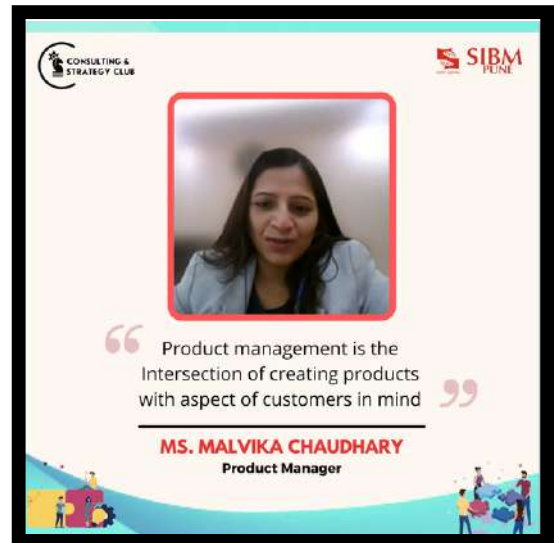 CONSULTING &
STRATEGY CLUB
SIBM
PUNE
“ Product management is the
Intersection of creating products
with aspect of customers in mind ”
MS. MALVIKA CHAUDHARY
Product Manager